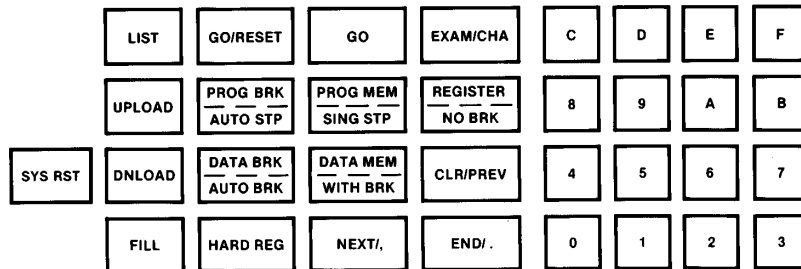 LIST GO/RESET GO EXAM/CHA C D E F
UPLOAD PROG BRK PROG MEM REGISTER 8 9 A B
AUTO STP SING STP NO BRK
SYS RST DNLOAD DATA BRK DATA MEM CLR/PREV 4 5 6 7
AUTO BRK WITH BRK
FILL HARD REG NEXT/, END/ . 0 1 2 3